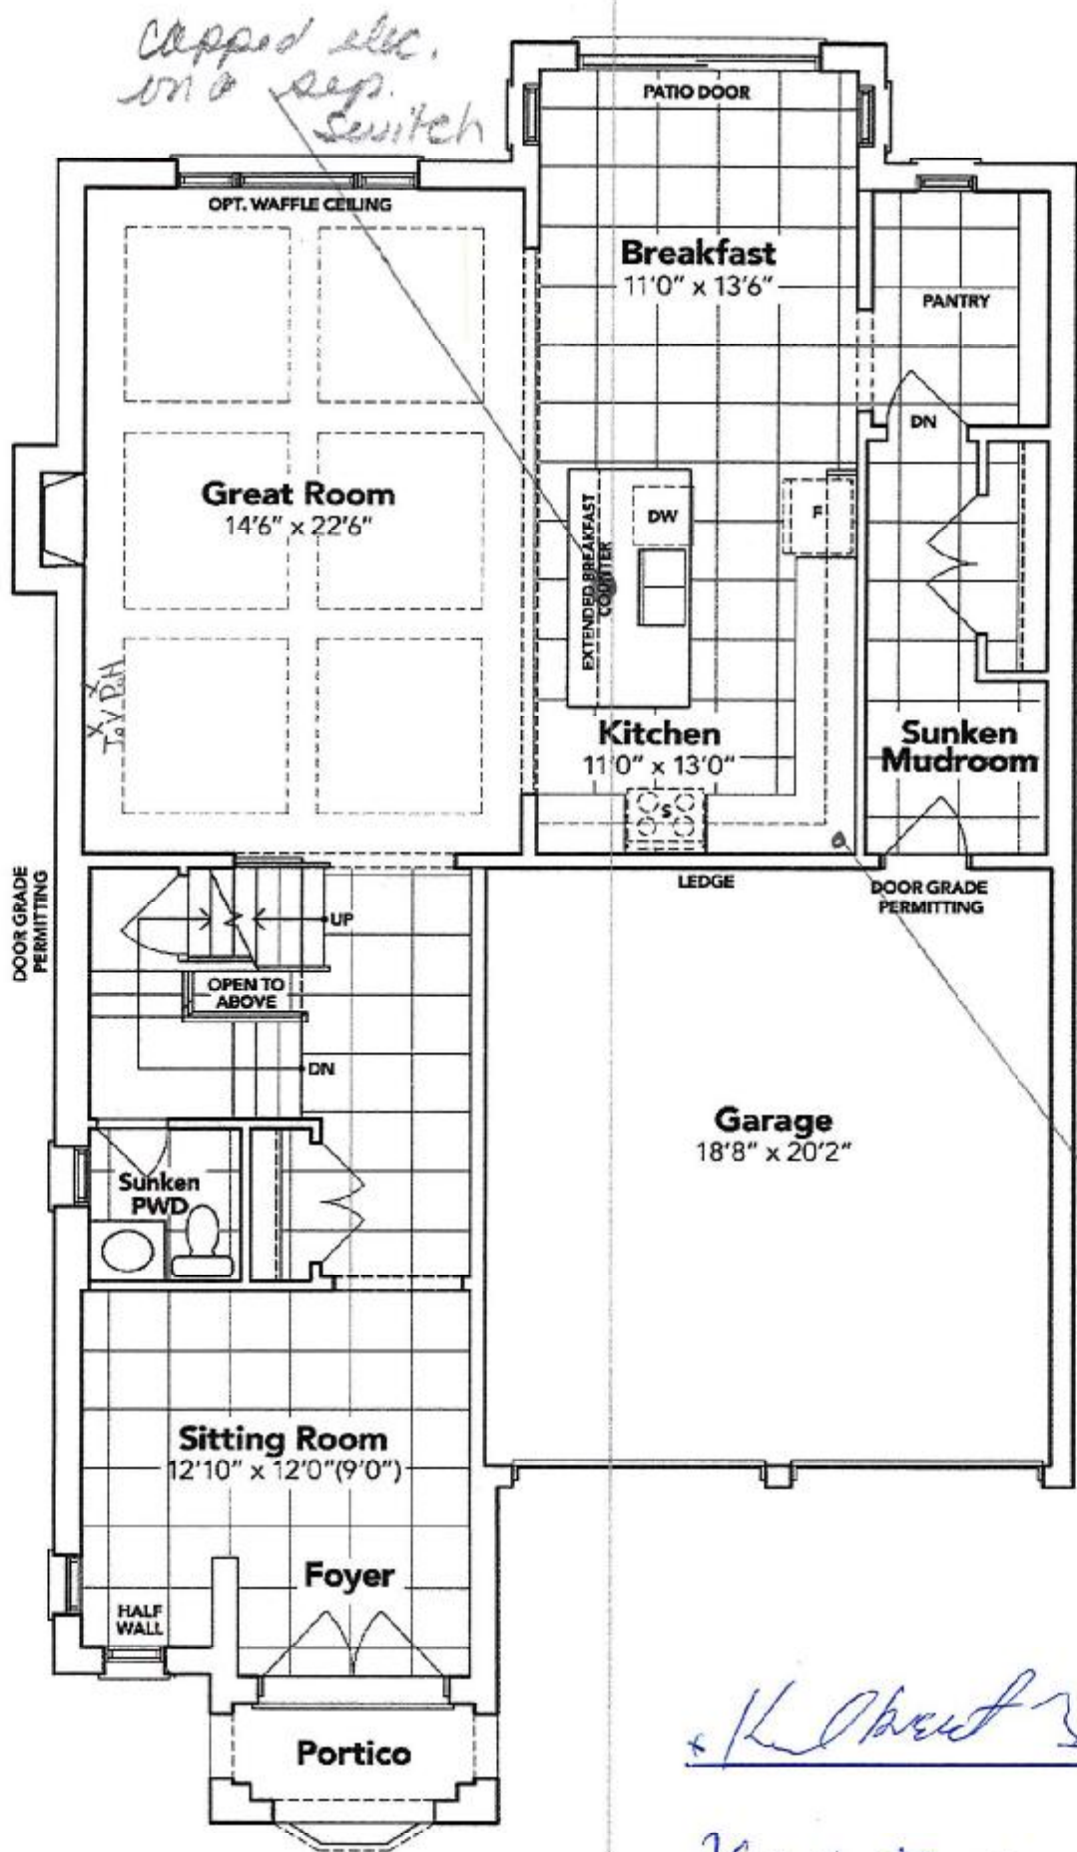 capped elec.
on a sep.
switch
PATIO DOOR
OPT. WAFFLE CEILING
Breakfast
11'0" x 13'6"
PANTRY
DN
Great Room
14'6" x 22'6"
DW
F
EXTENDED BREAKFAST
COUNTER
X X
T.V P.H
Kitchen
11'0" x 13'0"
S
Sunken
Mudroom
LEDGE
DOOR GRADE
PERMITTING
DOOR GRADE
PERMITTING
UP
OPEN TO
ABOVE
DN
Garage
18'8" x 20'2"
Sunken
PWD
Sitting Room
12'10" x 12'0"(9'0")
Foyer
HALF
WALL
Portico